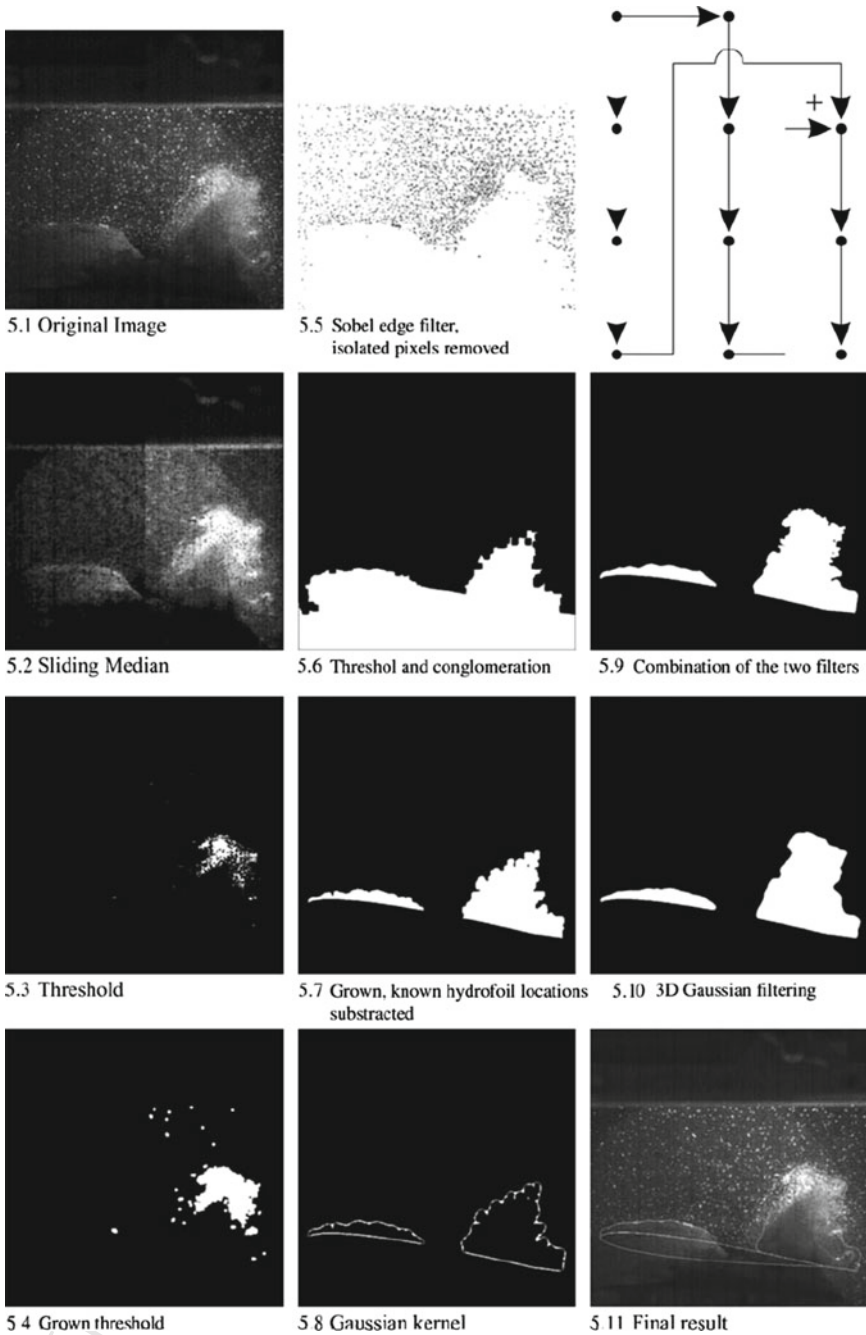 +
5.1 Original Image
5.5 Sobel edge filter,
isolated pixels removed
5.2 Sliding Median
5.6 Threshol and conglomeration
5.9 Combination of the two filters
5.3 Threshold
5.7 Grown, known hydrofoil locations
substracted
5.10 3D Gaussian filtering
5.4 Grown threshold
5.8 Gaussian kernel
5.11 Final result